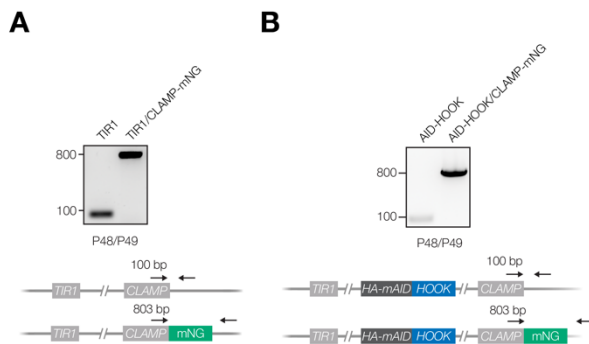 A
TIR1
TIR1/CLAMP-mNG
800
100
P48/P49
100 bp
TIR1
CLAMP
803 bp
TIR1
CLAMP
mNG
B
AID-HOOK
AID-HOOK/CLAMP-mNG
800
100
P48/P49
100 bp
TIR1
HA-mAID
HOOK
CLAMP
803 bp
TIR1
HA-mAID
HOOK
CLAMP
mNG